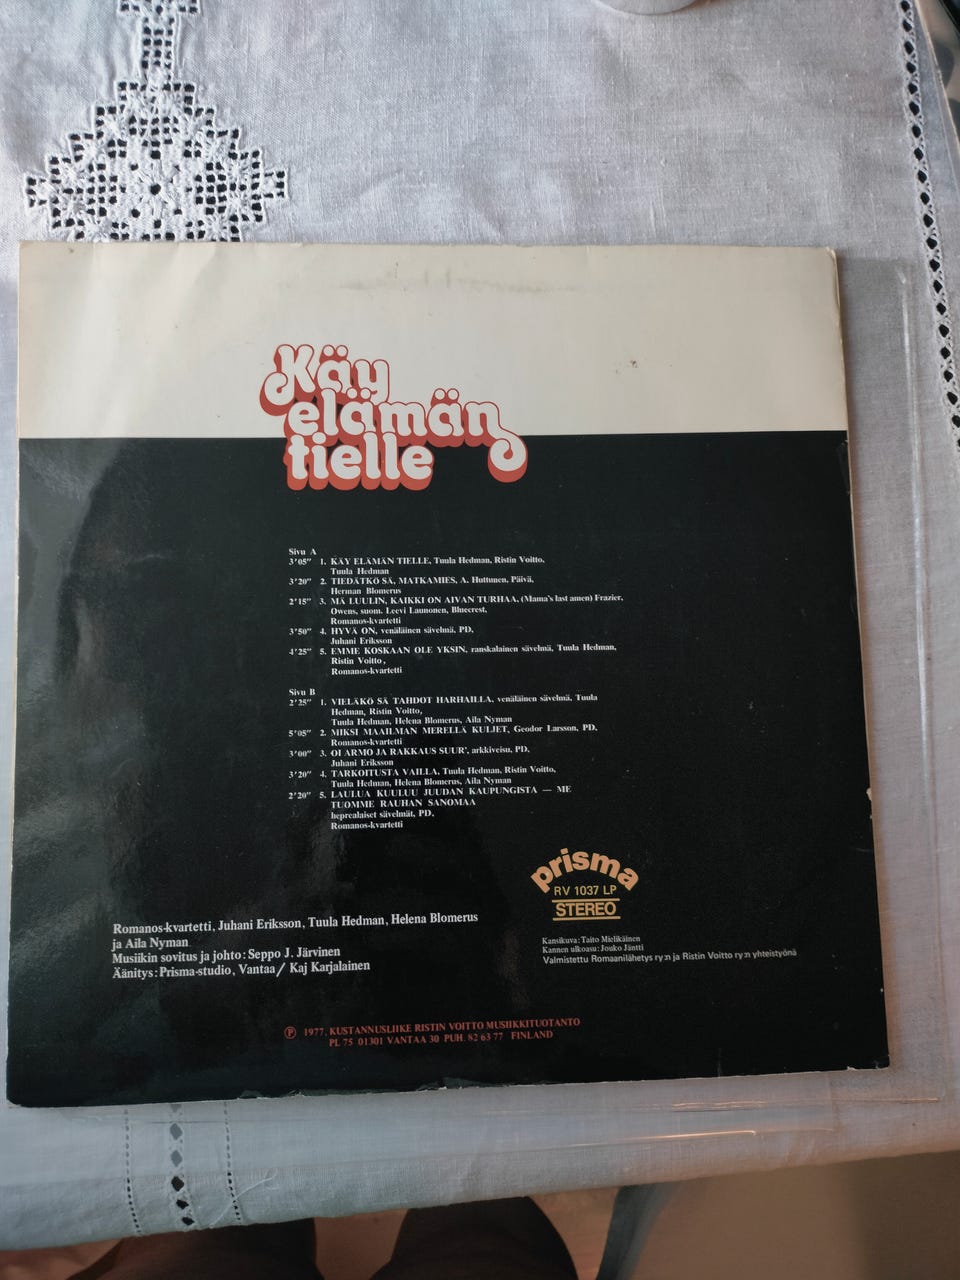 Käy
elämän
tielle
Sivu A
3'05" 1. KÄY ELÄMÄN TIELLE, Tuula Hedman, Ristin Voitto,
Tuula Hedman
3'20" 2. TIEDÄTKÖ SÄ, MATKAMIES, A. Huttunen, Päivä,
Herman Blomerus
2'15" 3. MÄ LUULIN, KAIKKI ON AIVAN TURHAA, (Mama's last amen) Frazier,
Owens, suom. Leevi Launonen, Bluecrest,
Romanos-kvartetti
3'50" 4. HYVÄ ON, venäläinen sävelmä, PD,
Juhani Eriksson
4'25" 5. EMME KOSKAAN OLE YKSIN, ranskalainen sävelmä, Tuula Hedman,
Ristin Voitto,
Romanos-kvartetti
Sivu B
2'25" 1. VIELÄKÖ SÄ TAHDOT HARHAILLA, venäläinen sävelmä, Tuula
Hedman, Ristin Voitto,
Tuula Hedman, Helena Blomerus, Aila Nyman
5'05" 2. MIKSI MAAILMAN MERELLÄ KULJET, Geodor Larsson, PD,
Romanos-kvartetti
3'00" 3. OI ARMO JA RAKKAUS SUUR', arkkiveisu, PD,
Juhani Eriksson
3'20" 4. TARKOITUSTA VAILLA, Tuula Hedman, Ristin Voitto,
Tuula Hedman, Helena Blomerus, Aila Nyman
2'20" 5. LAULUA KUULUU JUUDAN KAUPUNGISTA — ME
TUOMME RAUHAN SANOMAA
heprealaiset sävelmät, PD,
Romanos-kvartetti
prisma
RV 1037 LP
STEREO
Romanos-kvartetti, Juhani Eriksson, Tuula Hedman, Helena Blomerus
ja Aila Nyman
Musiikin sovitus ja johto: Seppo J. Järvinen
Äänitys: Prisma-studio, Vantaa / Kaj Karjalainen
Kansikuva: Taito Mielikäinen
Kannen ulkoasu: Jouko Jäntti
Valmistettu Romaanilähetys ry:n ja Ristin Voitto ry:n yhteistyönä
Ⓟ 1977, KUSTANNUSLIIKE RISTIN VOITTO MUSIIKKITUOTANTO
PL 75 01301 VANTAA 30 PUH. 82 63 77 FINLAND